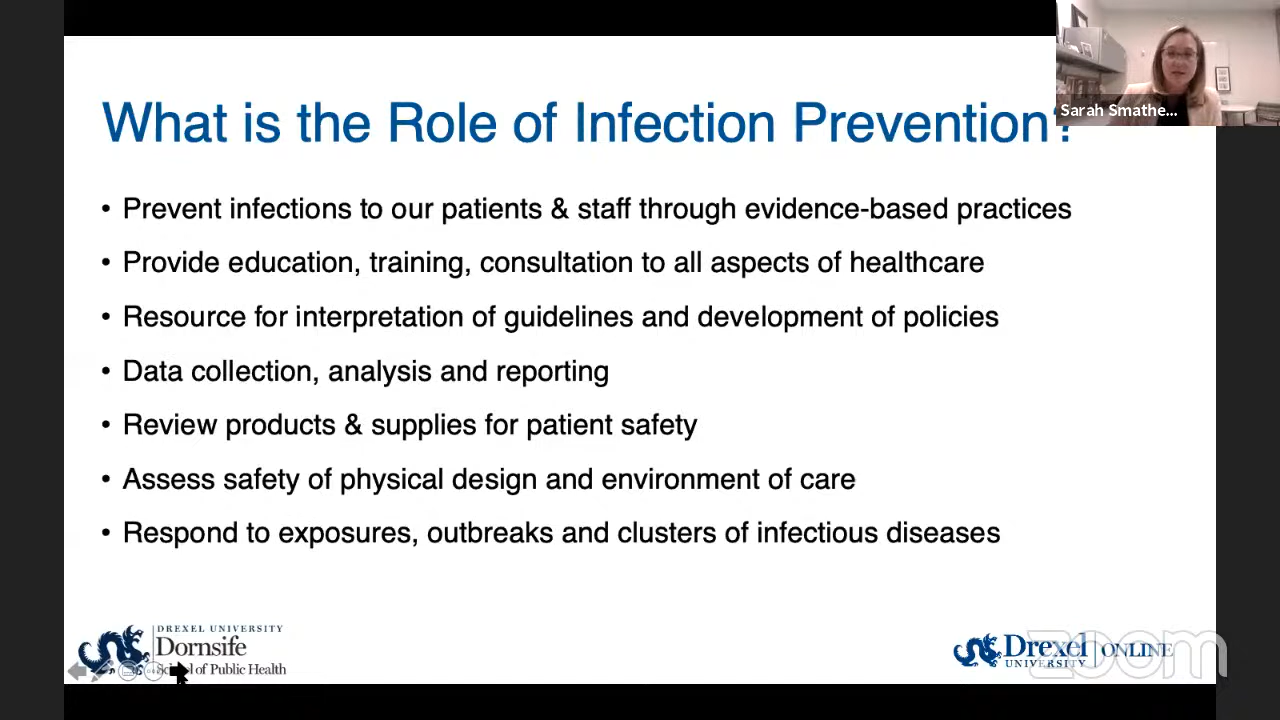 What is the Role of Infection Prevention?
Sarah Smathe...
• Prevent infections to our patients & staff through evidence-based practices
• Provide education, training, consultation to all aspects of healthcare
• Resource for interpretation of guidelines and development of policies
• Data collection, analysis and reporting
• Review products & supplies for patient safety
• Assess safety of physical design and environment of care
• Respond to exposures, outbreaks and clusters of infectious diseases
DREXEL UNIVERSITY
Dornsife
School of Public Health
Drexel
UNIVERSITY
ONLINE
zoom